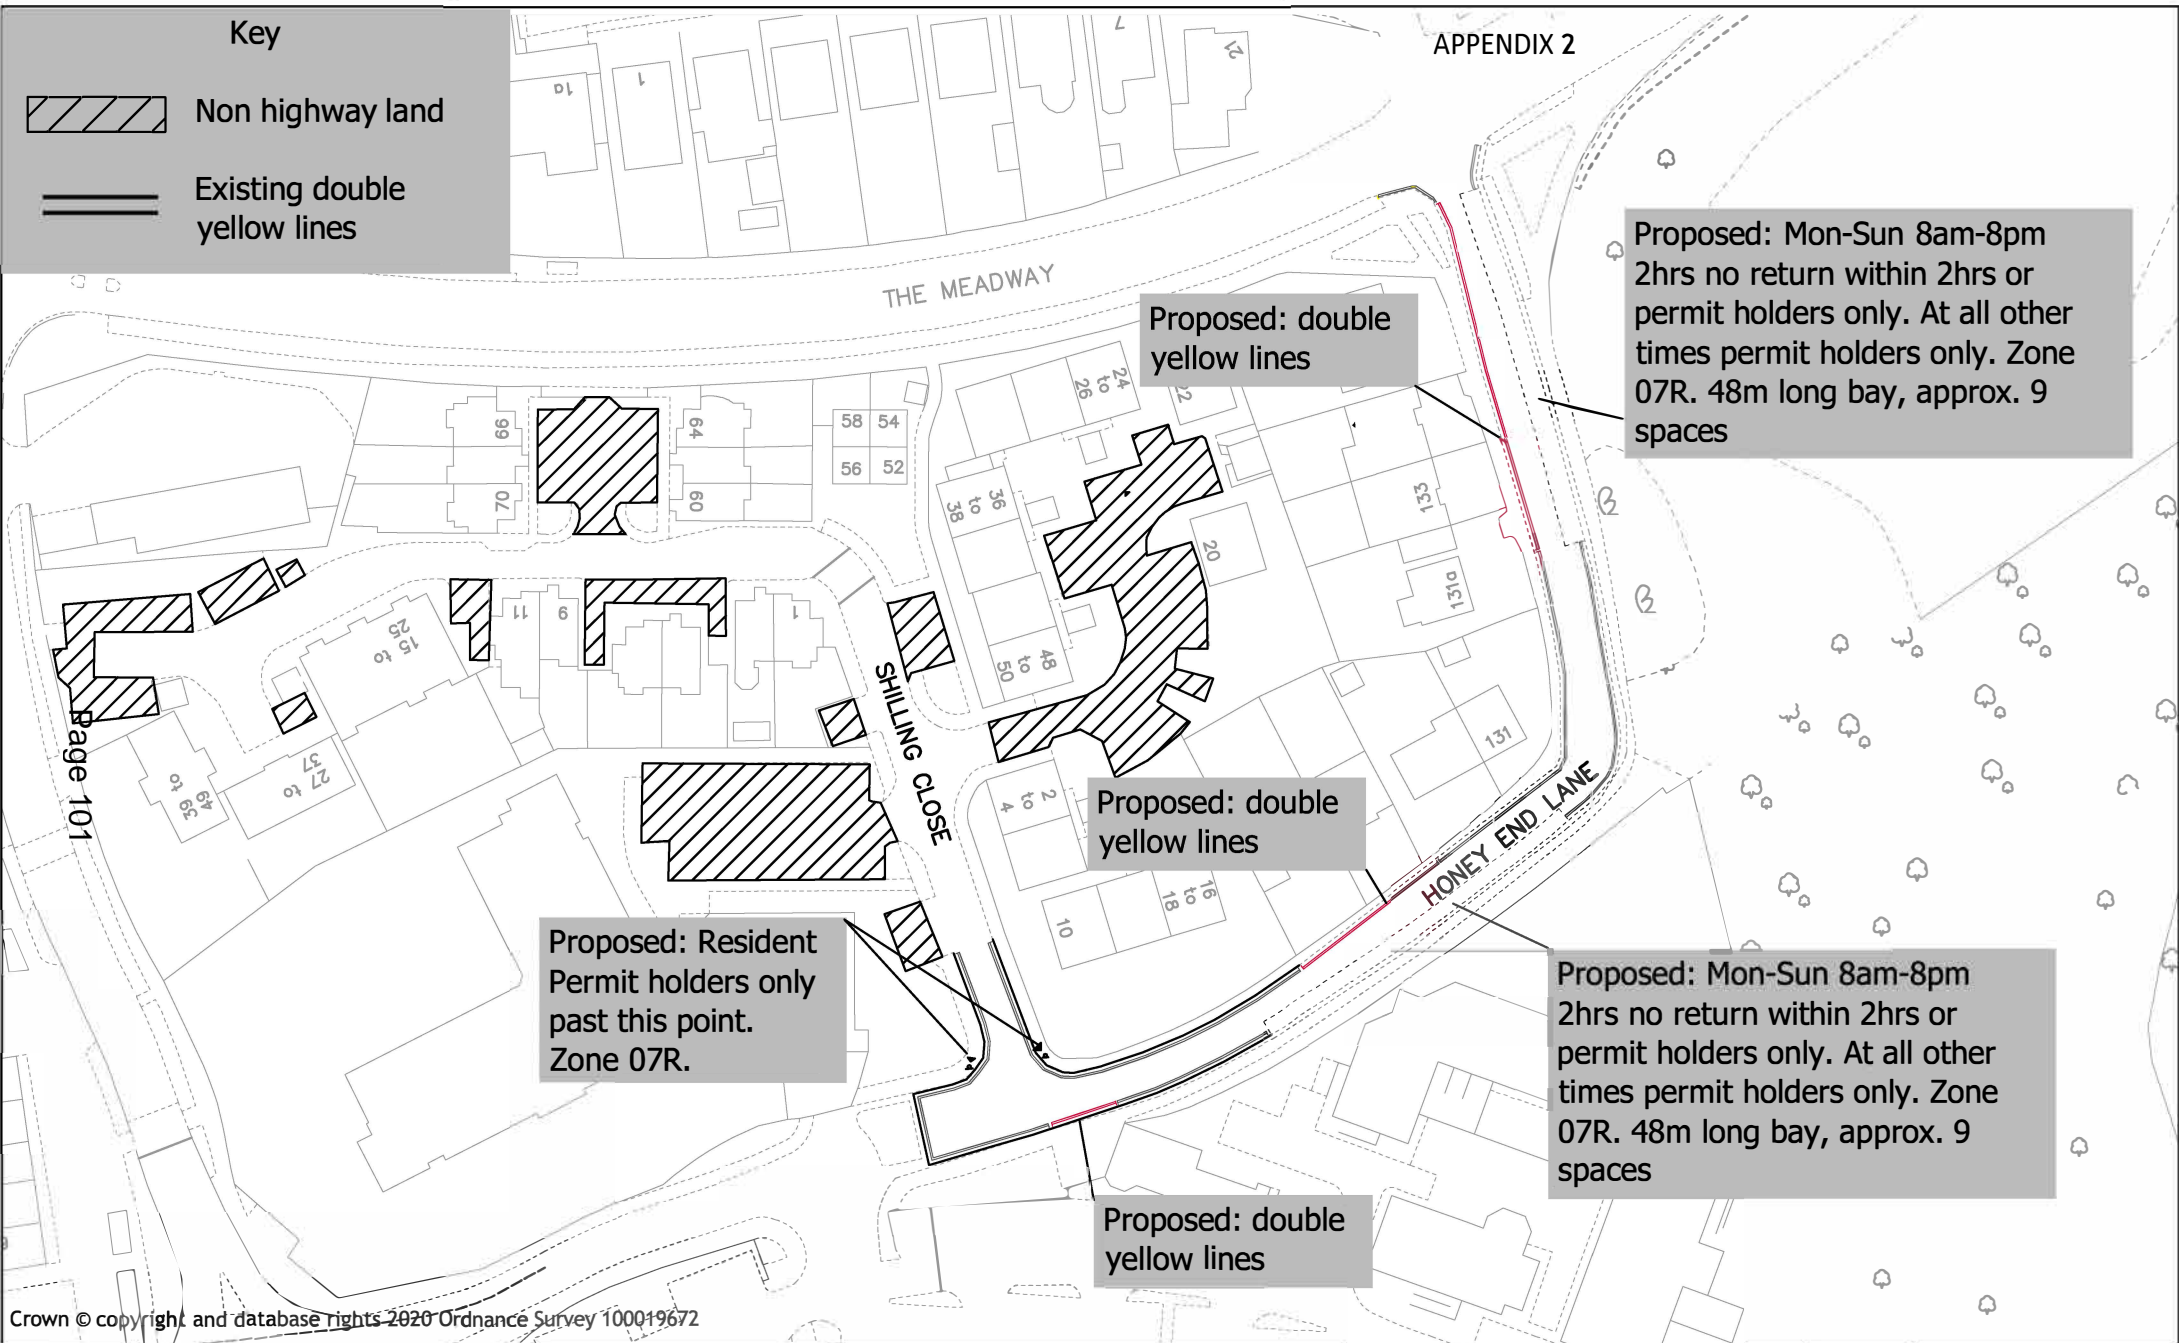 Key
Non highway land
Existing double
yellow lines
APPENDIX 2
1a
1
7
21
THE MEADWAY
Proposed: double
yellow lines
Proposed: Mon-Sun 8am-8pm
2hrs no return within 2hrs or
permit holders only. At all other
times permit holders only. Zone
07R. 48m long bay, approx. 9
spaces
66
64
58 54
56 52
70
60
26 to 24
22
38 to 36
20
133
131a
11
9
1
15 to 25
50 to 48
SHILLING CLOSE
131
Page 101
39 to 49
27 to 37
4 to 2
Proposed: double
yellow lines
HONEY END LANE
10
18 to 16
Proposed: Resident
Permit holders only
past this point.
Zone 07R.
Proposed: Mon-Sun 8am-8pm
2hrs no return within 2hrs or
permit holders only. At all other
times permit holders only. Zone
07R. 48m long bay, approx. 9
spaces
Proposed: double
yellow lines
Crown © copyright and database rights 2020 Ordnance Survey 100019672